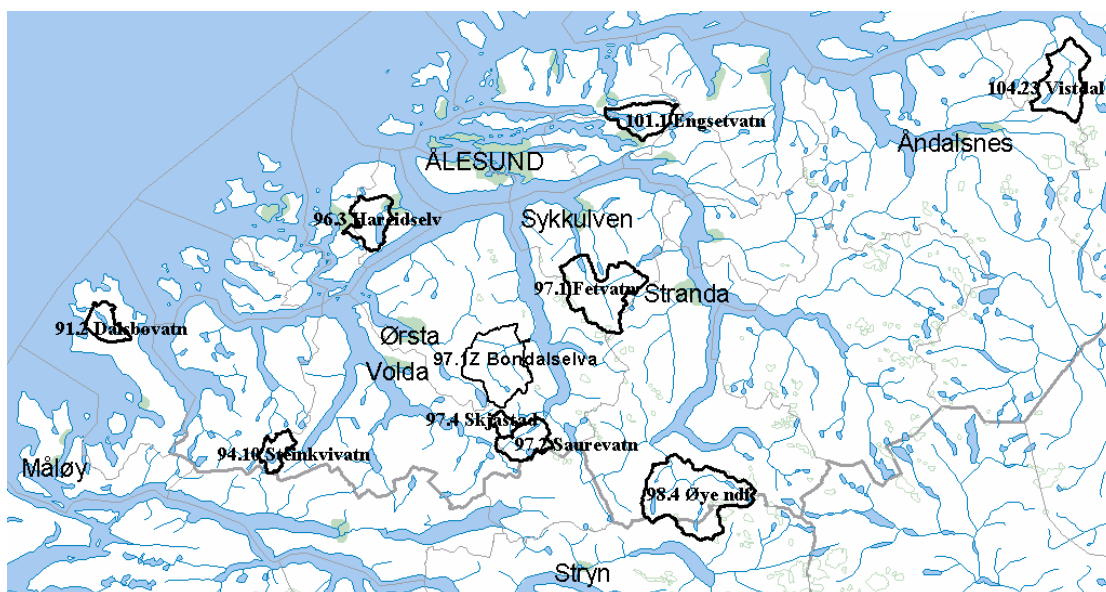 104.23 Vistdal
101.1 Engsetvatn
Åndalsnes
ÅLESUND
96.3 Hareidselv
Sykkulven
97.1 Fetvatn
Stranda
91.2 Dalsbøvatn
Ørsta
97.1Z Bondalselva
Volda
97.4 Skjåstad
97.2 Saurevatn
94.10 Steinkvivatn
Måløy
98.4 Øye ndf
Stryn